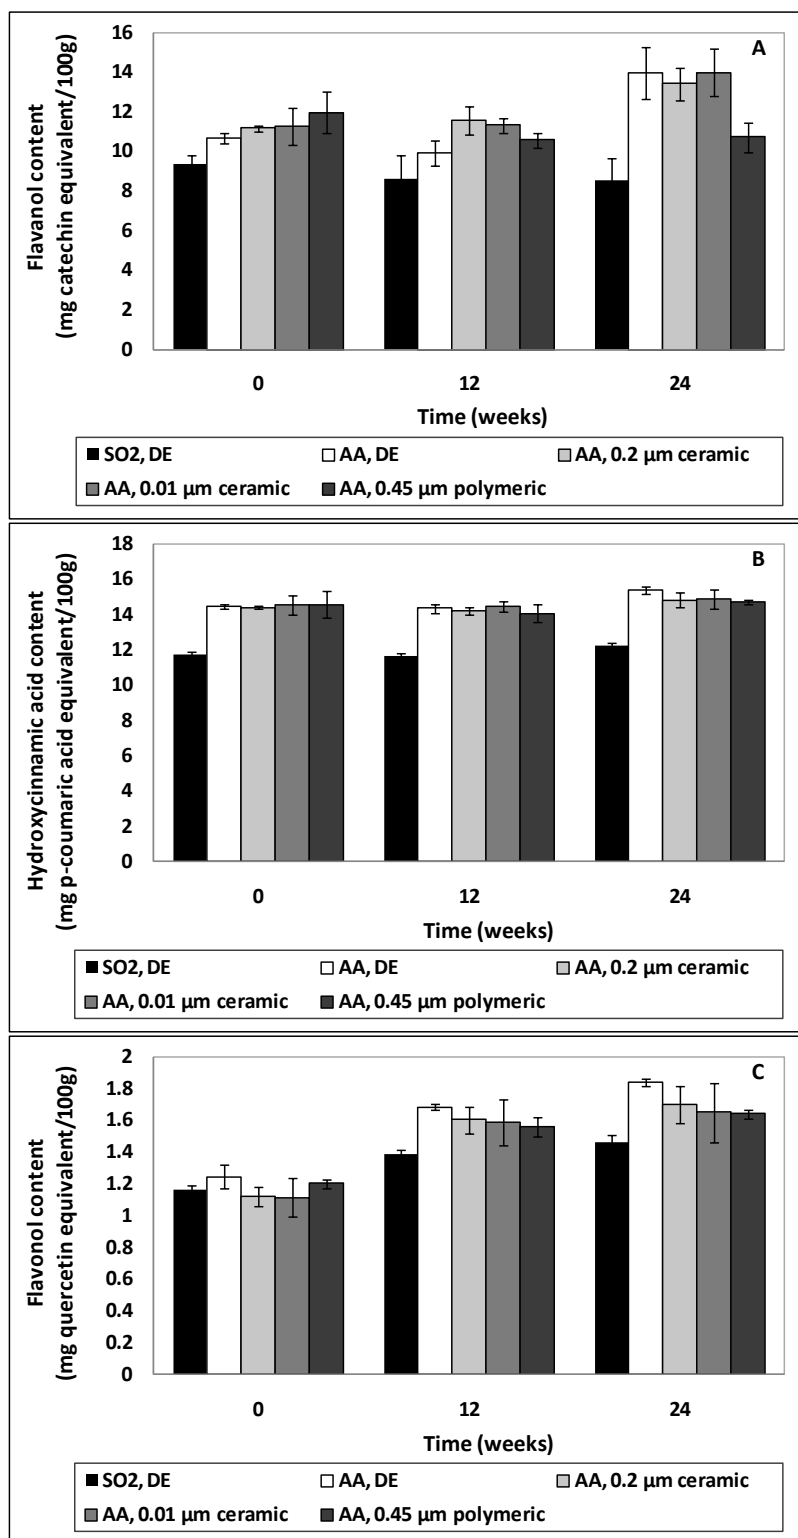 A
Flavanol content
(mg catechin equivalent/100g)
16
14
12
10
8
6
4
2
0
0 12 24
Time (weeks)
SO2, DE AA, DE AA, 0.2 µm ceramic
AA, 0.01 µm ceramic AA, 0.45 µm polymeric
B
Hydroxycinnamic acid content
(mg p-coumaric acid equivalent/100g)
18
16
14
12
10
8
6
4
2
0
0 12 24
Time (weeks)
SO2, DE AA, DE AA, 0.2 µm ceramic
AA, 0.01 µm ceramic AA, 0.45 µm polymeric
C
Flavonol content
(mg quercetin equivalent/100g)
2
1.8
1.6
1.4
1.2
1
0.8
0.6
0.4
0.2
0
0 12 24
Time (weeks)
SO2, DE AA, DE AA, 0.2 µm ceramic
AA, 0.01 µm ceramic AA, 0.45 µm polymeric